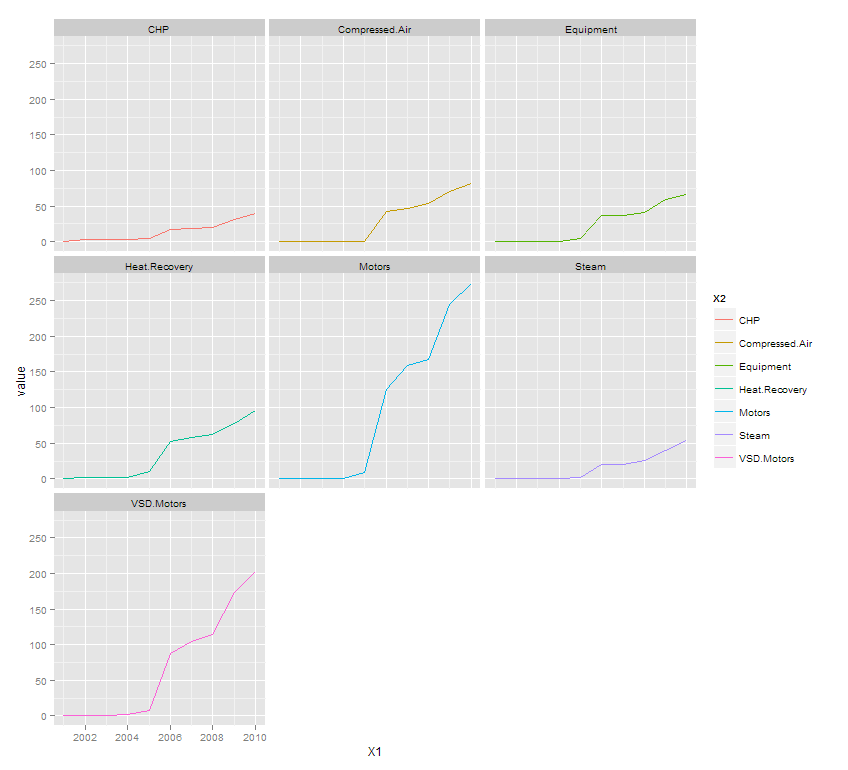 CHP
Compressed.Air
Equipment
250
200
150
100
50
0
Heat.Recovery
Motors
Steam
250
200
150
100
50
0
value
VSD.Motors
250
200
150
100
50
0
2002 2004 2006 2008 2010
X1
X2
CHP
Compressed.Air
Equipment
Heat.Recovery
Motors
Steam
VSD.Motors